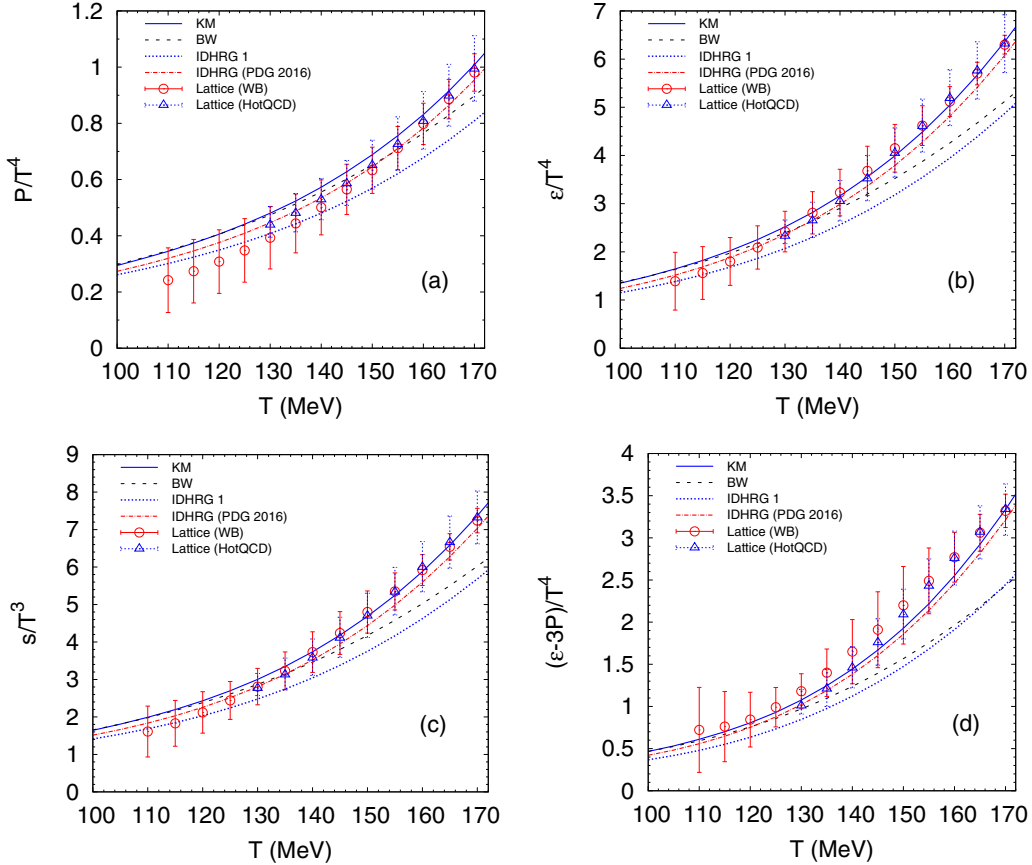 KM
BW
IDHRG 1
IDHRG (PDG 2016)
Lattice (WB)
Lattice (HotQCD)
P/T^4
1.2
1
0.8
0.6
0.4
0.2
0
(a)
100 110 120 130 140 150 160 170
T (MeV)
KM
BW
IDHRG 1
IDHRG (PDG 2016)
Lattice (WB)
Lattice (HotQCD)
ε/T^4
7
6
5
4
3
2
1
0
(b)
100 110 120 130 140 150 160 170
T (MeV)
KM
BW
IDHRG 1
IDHRG (PDG 2016)
Lattice (WB)
Lattice (HotQCD)
s/T^3
9
8
7
6
5
4
3
2
1
0
(c)
100 110 120 130 140 150 160 170
T (MeV)
KM
BW
IDHRG 1
IDHRG (PDG 2016)
Lattice (WB)
Lattice (HotQCD)
(ε-3P)/T^4
4
3.5
3
2.5
2
1.5
1
0.5
0
(d)
100 110 120 130 140 150 160 170
T (MeV)